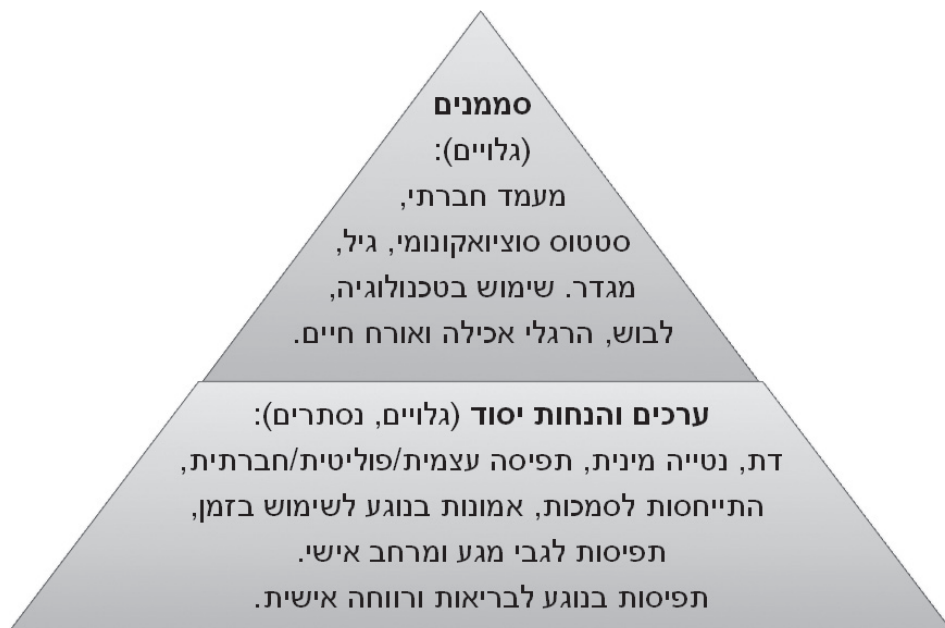 סממנים
(גלויים):
מעמד חברתי,
סטטוס סוציואקונומי, גיל,
מגדר. שימוש בטכנולוגיה,
לבוש, הרגלי אכילה ואורח חיים.
ערכים והנחות יסוד (גלויים, נסתרים):
דת, נטייה מינית, תפיסה עצמית/פוליטית/חברתית,
התייחסות לסמכות, אמונות בנוגע לשימוש בזמן,
תפיסות לגבי מגע ומרחב אישי.
תפיסות בנוגע לבריאות ורווחה אישית.